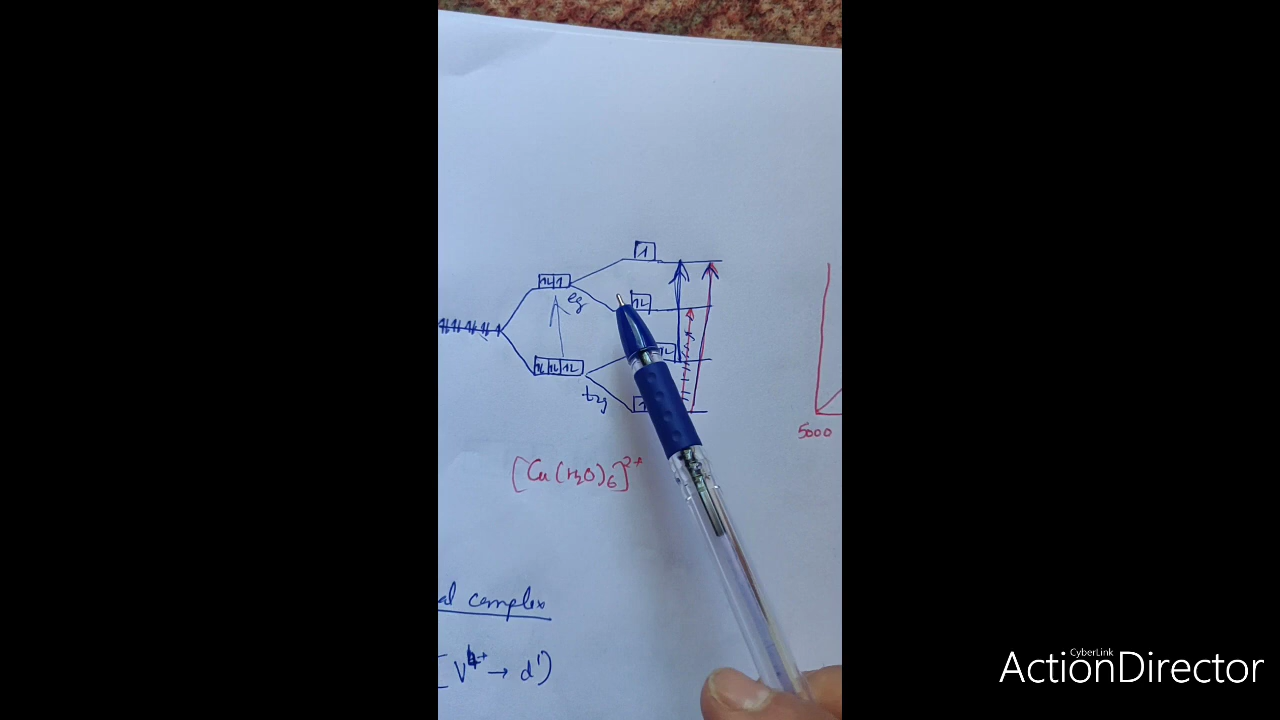 eg
t2g
5000
[Cu(H2O)6]2+
al complex
[V4+ → d1)
CyberLink
ActionDirector